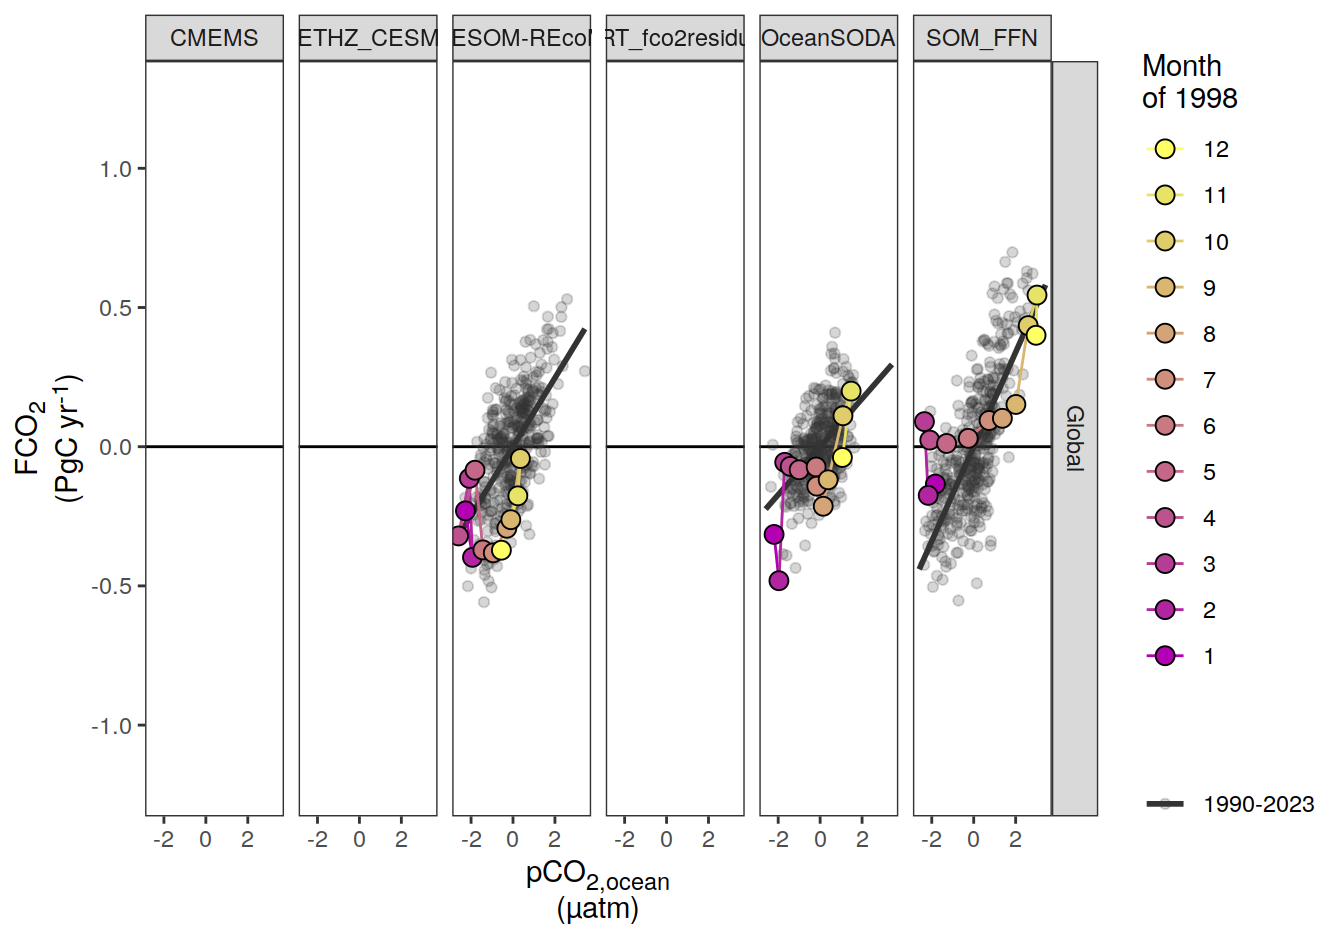 CMEMS
ETHZ_CESM
ESOM-REcoM
RT_fco2residu
OceanSODA
SOM_FFN
Global
FCO2
(PgC yr-1)
1.0
0.5
0.0
-0.5
-1.0
-2 0 2
-2 0 2
-2 0 2
-2 0 2
-2 0 2
-2 0 2
pCO2,ocean
(µatm)
Month
of 1998
12
11
10
9
8
7
6
5
4
3
2
1
1990-2023